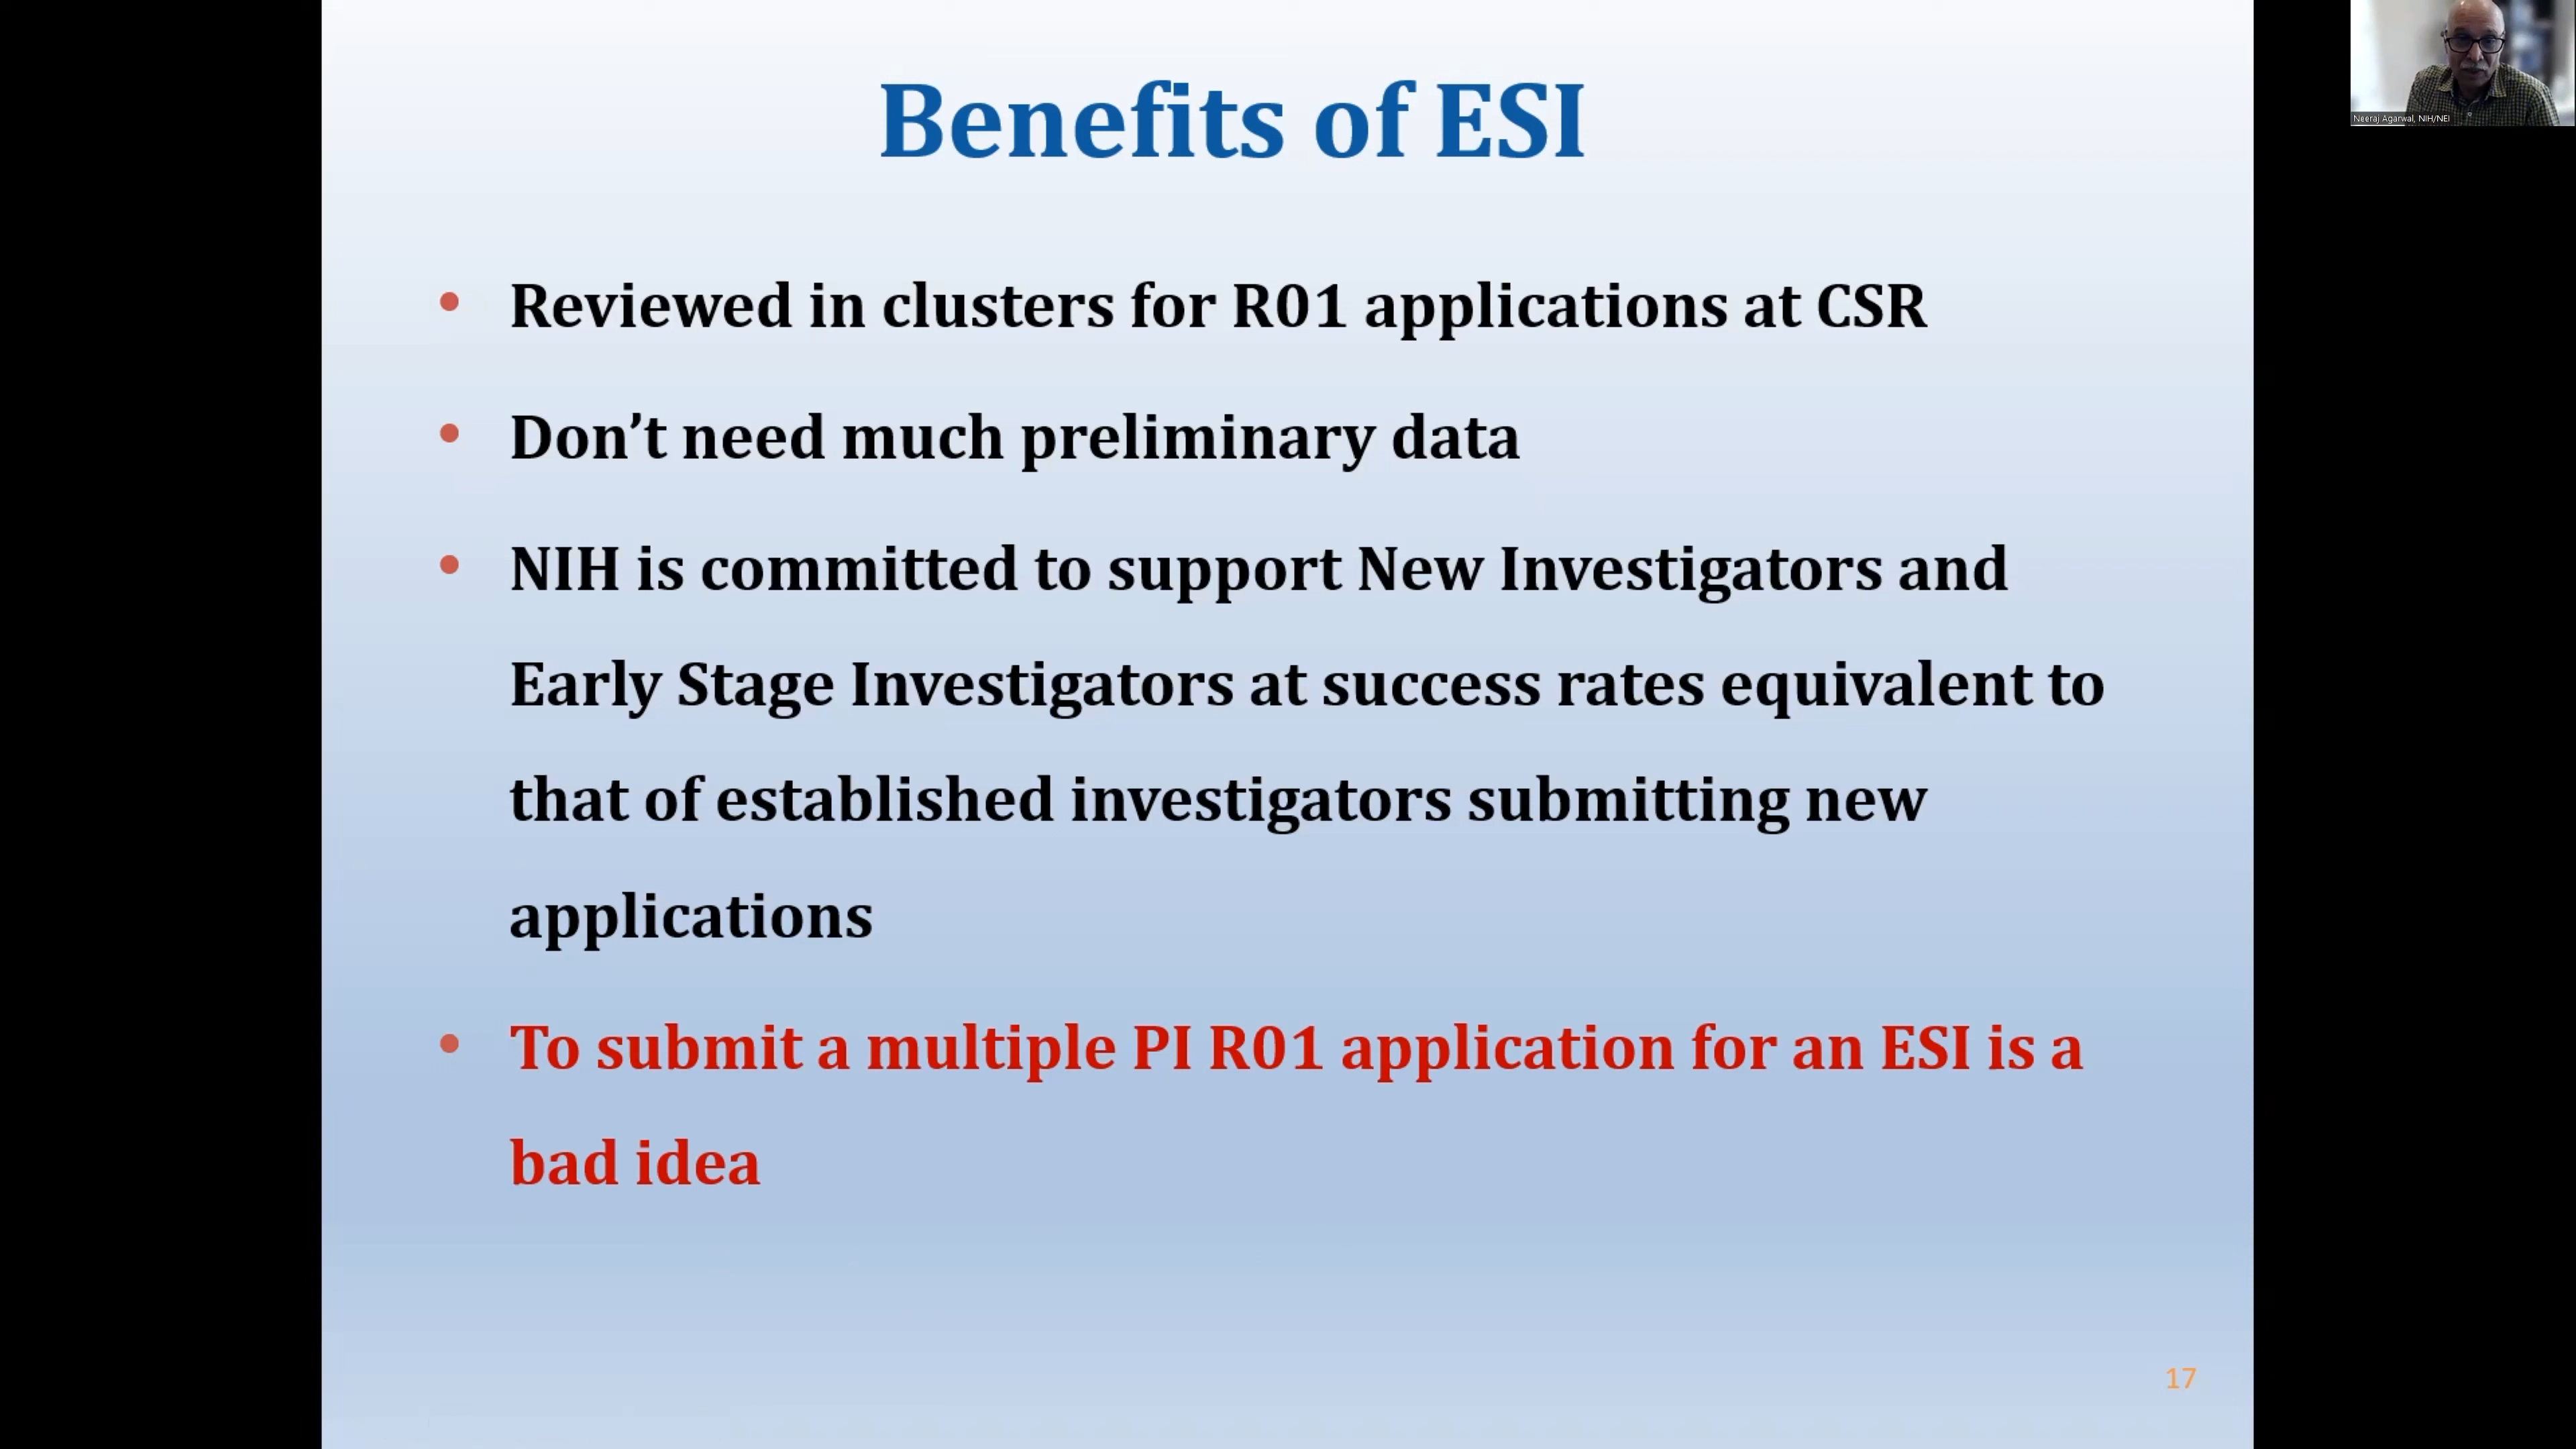 Benefits of ESI
Neeraj Agarwal, NIH/NEI
• Reviewed in clusters for R01 applications at CSR
• Don’t need much preliminary data
• NIH is committed to support New Investigators and
Early Stage Investigators at success rates equivalent to
that of established investigators submitting new
applications
• To submit a multiple PI R01 application for an ESI is a
bad idea
17